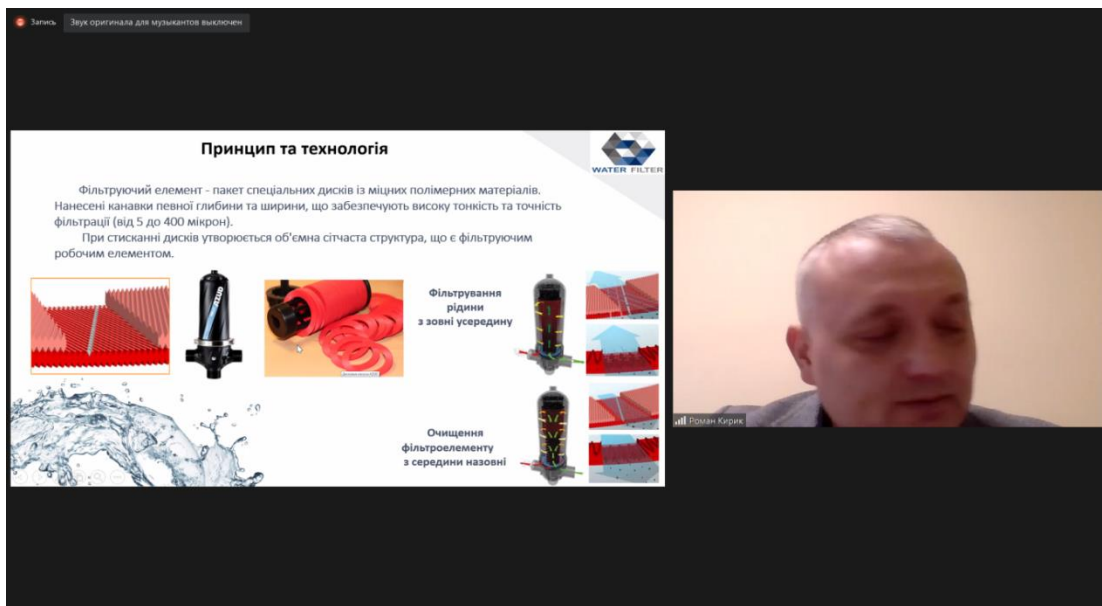 Запись
Звук оригинала для музыкантов выключен
Принцип та технологія
WATER FILTER
Фільтруючий елемент - пакет спеціальних дисків із міцних полімерних матеріалів.
Нанесені канавки певної глибини та ширини, що забезпечують високу тонкість та точність
фільтрації (від 5 до 400 мікрон).
При стисканні дисків утворюється об'ємна сітчаста структура, що є фільтруючим
робочим елементом.
AZUD
Фільтрування
рідини
з зовні усередину
Очищення
фільтроелементу
з середини назовні
Роман Кирик